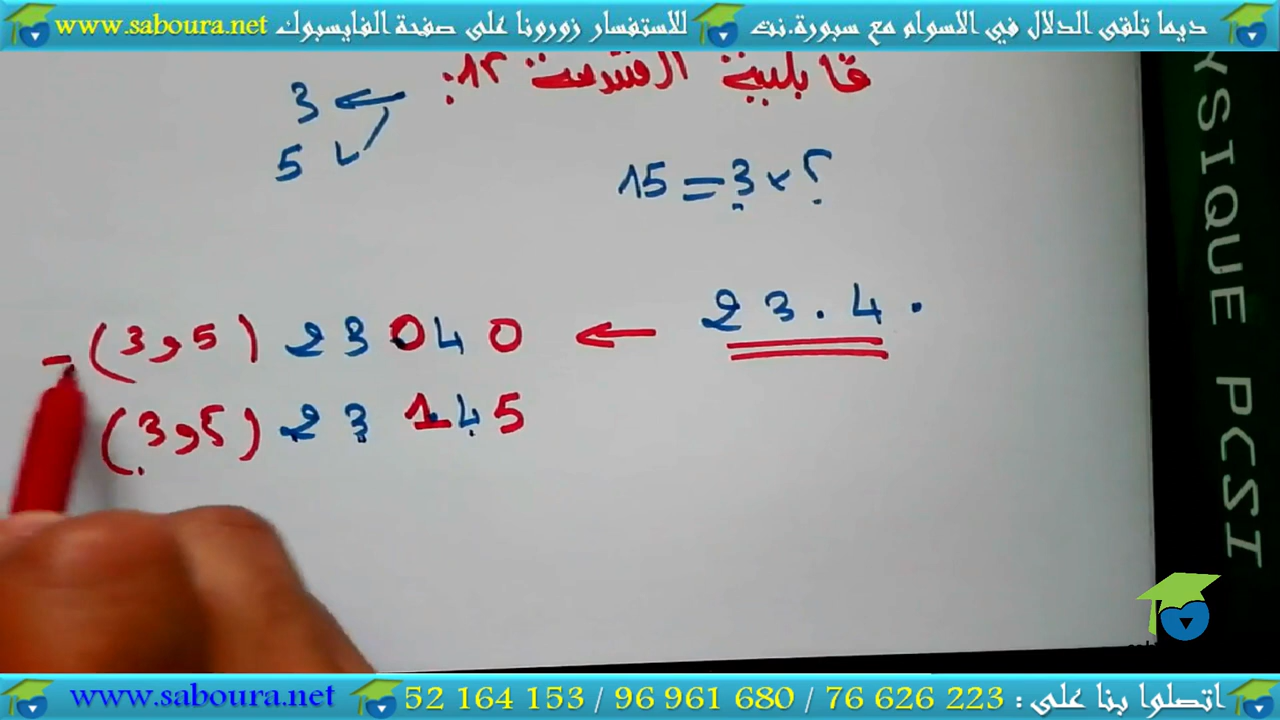 ديما تلقى الدلال في الاسوام مع سبورة.نت للاستفسار زورونا على صفحة الفايسبوك www.saboura.net
قابلية القسمة 12:
3
5
15 = 3 x ؟
23.4.
- (3,5) 23040 ←
(3,5) 23145
YSIQUE PCSI
www.saboura.net 52 164 153 / 96 961 680 / 76 626 223 اتصلوا بنا على :